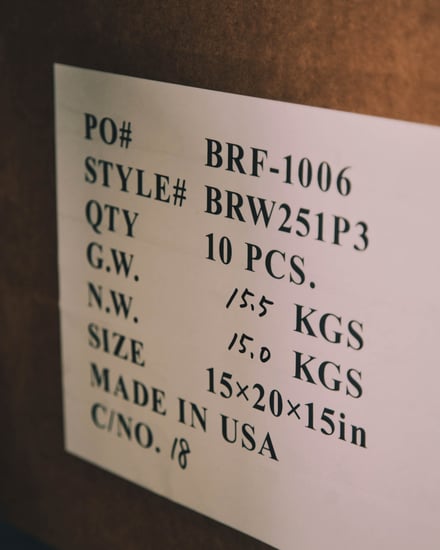 PO# BRF-1006
STYLE# BRW251P3
QTY 10 PCS.
G.W. 15.5 KGS
N.W. 15.0 KGS
SIZE 15×20×15in
MADE IN USA
C/NO. 18